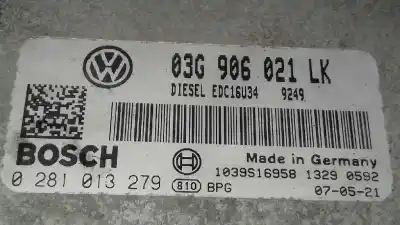 03G 906 021 LK
DIESEL EDC16U34 9249
BOSCH
Made in Germany
1039S16958 1329 0592
0 281 013 279 810 BPG 07-05-21